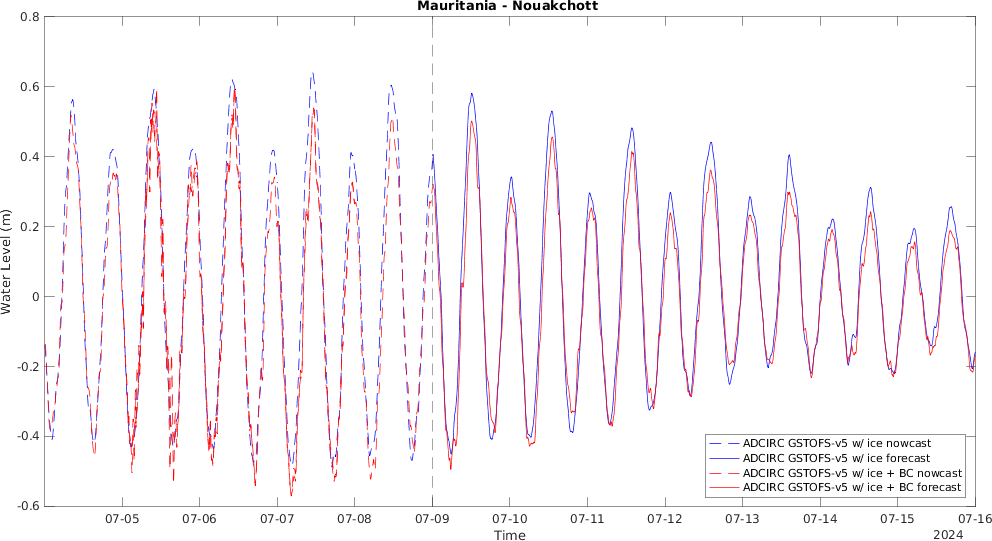 Mauritania - Nouakchott
0.8
0.6
0.4
0.2
0
-0.2
-0.4
-0.6
Water Level (m)
ADCIRC GSTOFS-v5 w/ ice nowcast
ADCIRC GSTOFS-v5 w/ ice forecast
ADCIRC GSTOFS-v5 w/ ice + BC nowcast
ADCIRC GSTOFS-v5 w/ ice + BC forecast
07-05 07-06 07-07 07-08 07-09 07-10 07-11 07-12 07-13 07-14 07-15 07-16
Time
2024